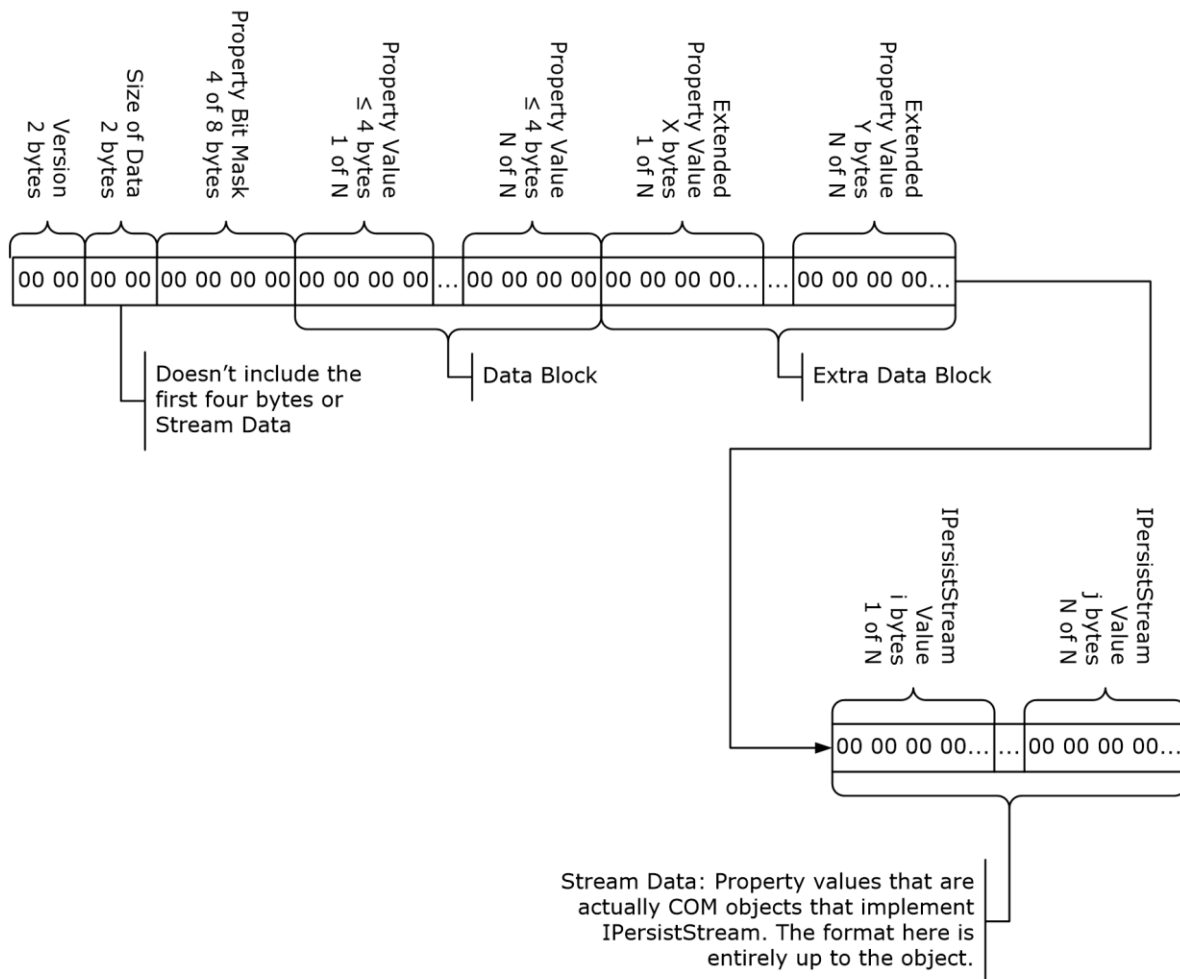 Version
2 bytes
Size of Data
2 bytes
Property Bit Mask
4 of 8 bytes
Property Value
≤ 4 bytes
1 of N
Property Value
≤ 4 bytes
N of N
Extended
Property Value
X bytes
1 of N
Extended
Property Value
Y bytes
N of N
00 00 00 00 00 00 00 00 00 00 00 00 ... 00 00 00 00 00 00 00 00... ... 00 00 00 00...
Doesn't include the
first four bytes or
Stream Data
Data Block
Extra Data Block
IPersistStream
Value
i bytes
1 of N
IPersistStream
Value
j bytes
N of N
00 00 00 00... ... 00 00 00 00...
Stream Data: Property values that are
actually COM objects that implement
IPersistStream. The format here is
entirely up to the object.